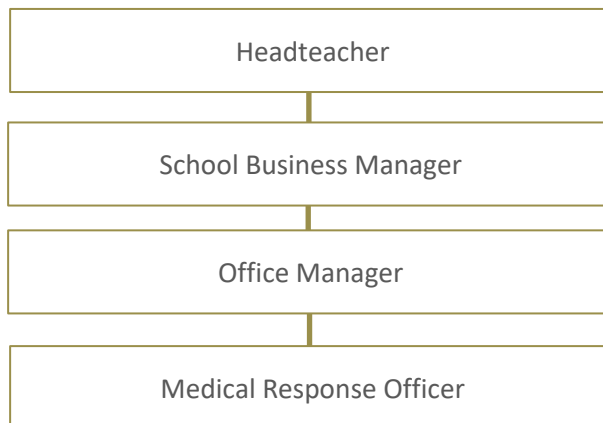 Headteacher
School Business Manager
Office Manager
Medical Response Officer